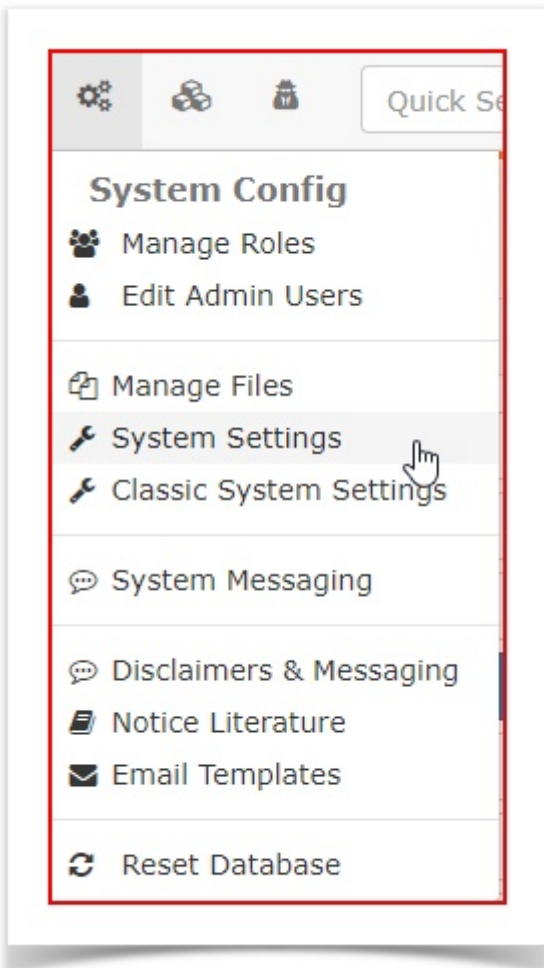 Quick Se
System Config
Manage Roles
Edit Admin Users
Manage Files
System Settings
Classic System Settings
System Messaging
Disclaimers & Messaging
Notice Literature
Email Templates
Reset Database